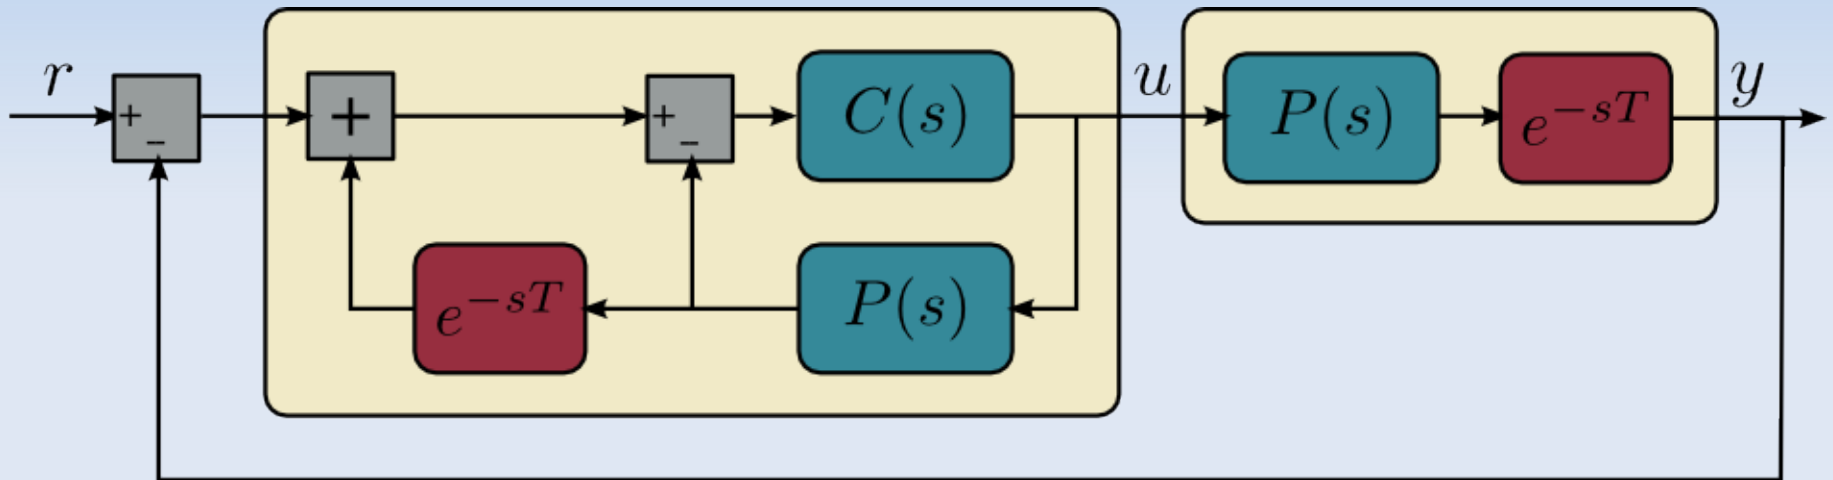 r
+
-
+
+
-
C(s)
u
P(s)
e^{-sT}
y
e^{-sT}
P(s)